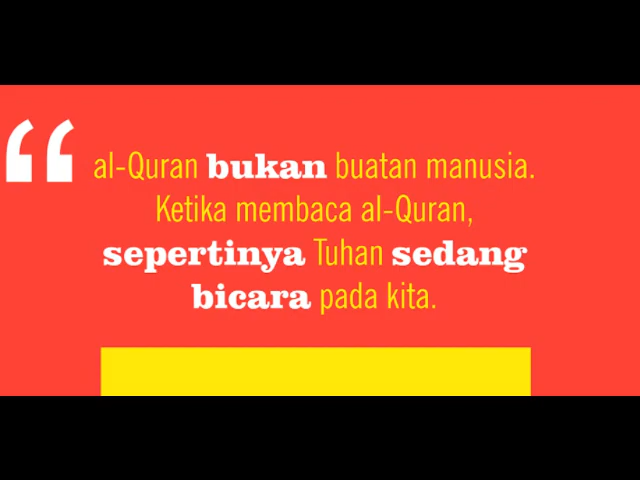 “
al-Quran bukan buatan manusia.
Ketika membaca al-Quran,
sepertinya Tuhan sedang
bicara pada kita.